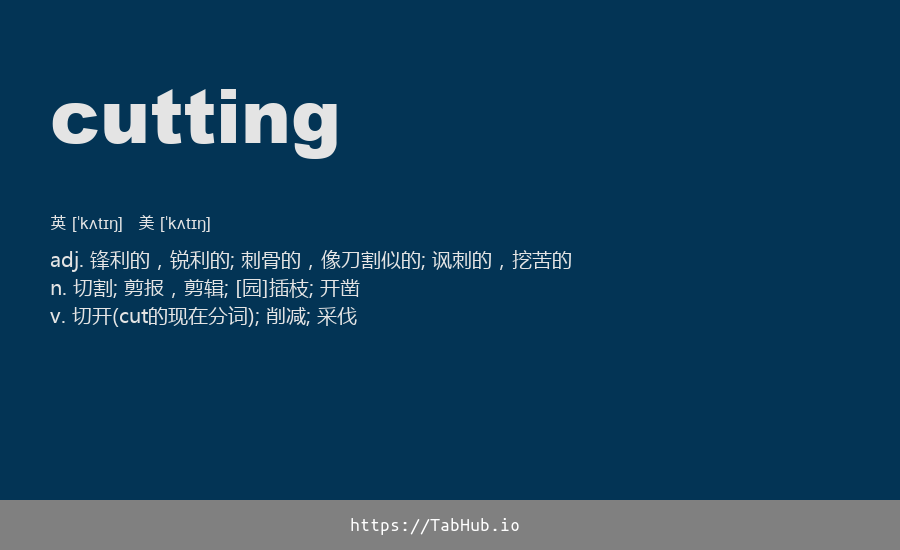 cutting
英 [ˈkʌtɪŋ] 美 [ˈkʌtɪŋ]
adj. 锋利的，锐利的; 刺骨的，像刀割似的; 讽刺的，挖苦的
n. 切割; 剪报，剪辑; [园]插枝; 开凿
v. 切开(cut的现在分词); 削减; 采伐
https://TabHub.io